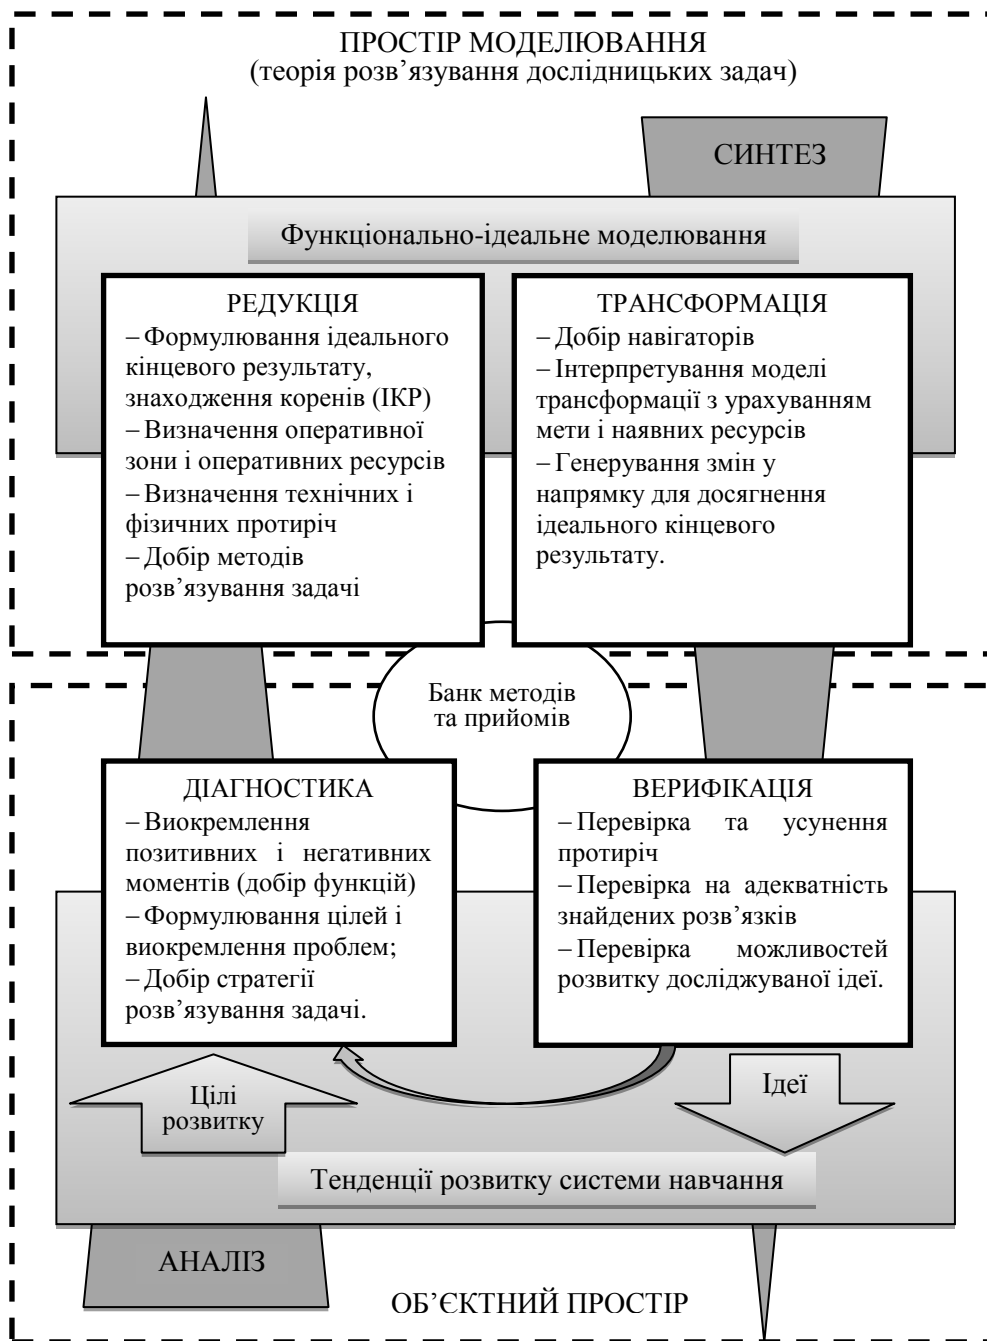 ПРОСТІР МОДЕЛЮВАННЯ
(теорія розв’язування дослідницьких задач)
СИНТЕЗ
Функціонально-ідеальне моделювання
РЕДУКЦІЯ
– Формулювання ідеального
кінцевого результату,
знаходження коренів (ІКР)
– Визначення оперативної
зони і оперативних ресурсів
– Визначення технічних і
фізичних протиріч
– Добір методів
розв’язування задачі
ТРАНСФОРМАЦІЯ
– Добір навігаторів
– Інтерпретування моделі
трансформації з урахуванням
мети і наявних ресурсів
– Генерування змін у
напрямку для досягнення
ідеального кінцевого
результату.
Банк методів
та прийомів
ДІАГНОСТИКА
– Виокремлення
позитивних і негативних
моментів (добір функцій)
– Формулювання цілей і
виокремлення проблем;
– Добір стратегії
розв’язування задачі.
ВЕРИФІКАЦІЯ
– Перевірка та усунення
протиріч
– Перевірка на адекватність
знайдених розв’язків
– Перевірка можливостей
розвитку досліджуваної ідеї.
Цілі
розвитку
Ідеї
Тенденції розвитку системи навчання
АНАЛІЗ
ОБ’ЄКТНИЙ ПРОСТІР